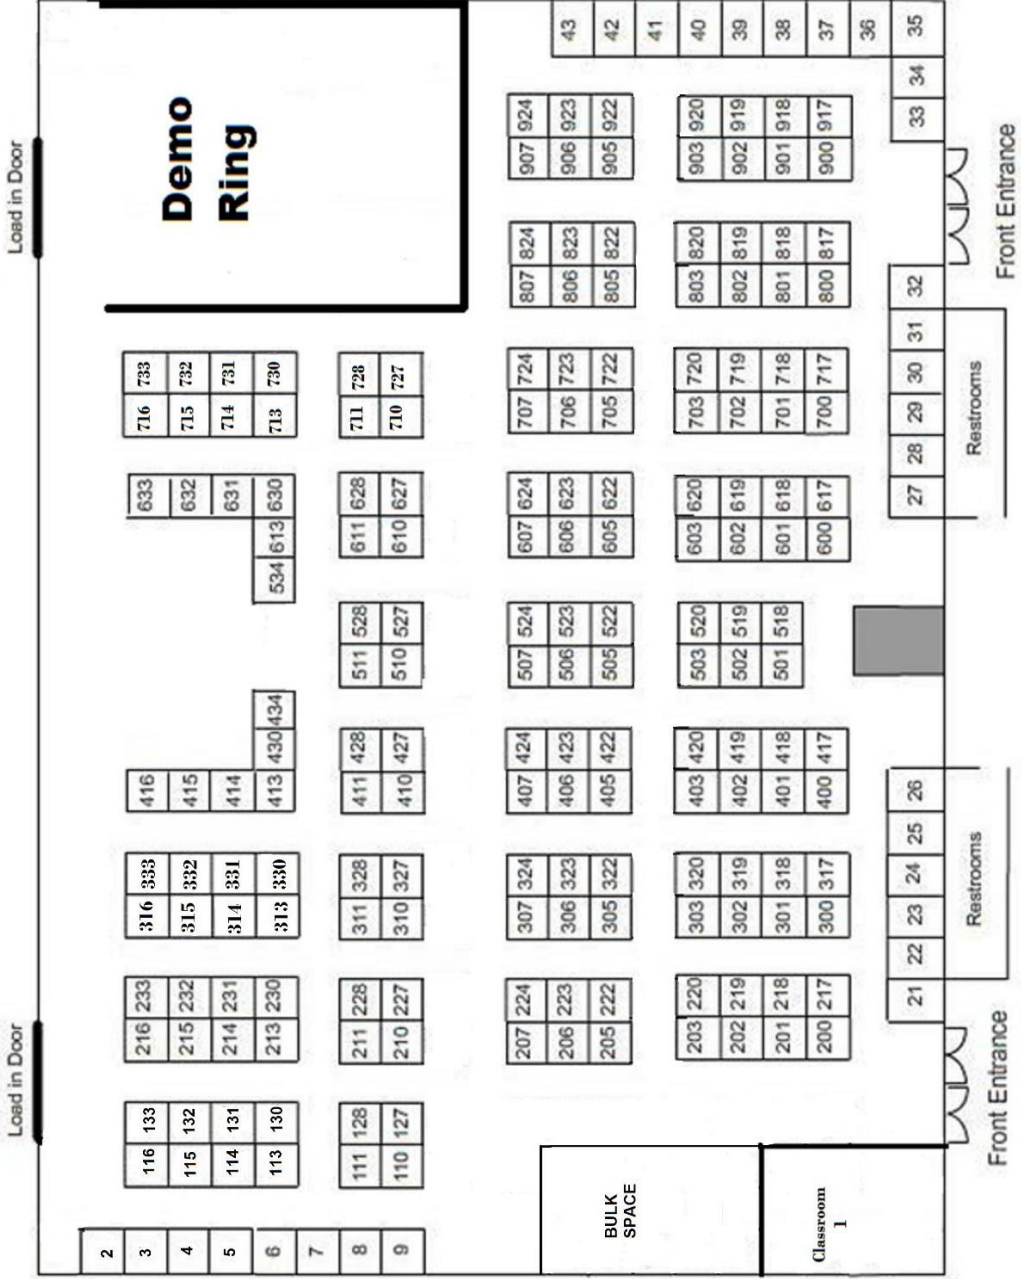 Load in Door Load in Door
2
3 116 133 216 233 316 333 416 633 716 733
4 115 132 215 232 315 332 415 632 715 732 Demo
5 114 131 214 231 314 331 414 631 714 731 Ring
6 113 130 213 230 313 330 413 430 434 534 613 630 713 730
7
8 111 128 211 228 311 328 411 428 511 528 611 628 711 728
9 110 127 210 227 310 327 410 427 510 527 610 627 710 727
207 224 307 324 407 424 507 524 607 624 707 724 807 824 907 924
206 223 306 323 406 423 506 523 606 623 706 723 806 823 906 923 43
BULK
SPACE
205 222 305 322 405 422 505 522 605 622 705 722 805 822 905 922 42
41
203 220 303 320 403 420 503 520 603 620 703 720 803 820 903 920 40
202 219 302 319 402 419 502 519 602 619 702 719 802 819 902 919 39
201 218 301 318 401 418 501 518 601 618 701 718 801 818 901 918 38
Classroom
1
200 217 300 317 400 417 600 617 700 717 800 817 900 917 37
36
21 22 23 24 25 26 27 28 29 30 31 32 33 34 35
Restrooms Restrooms
Front Entrance Front Entrance